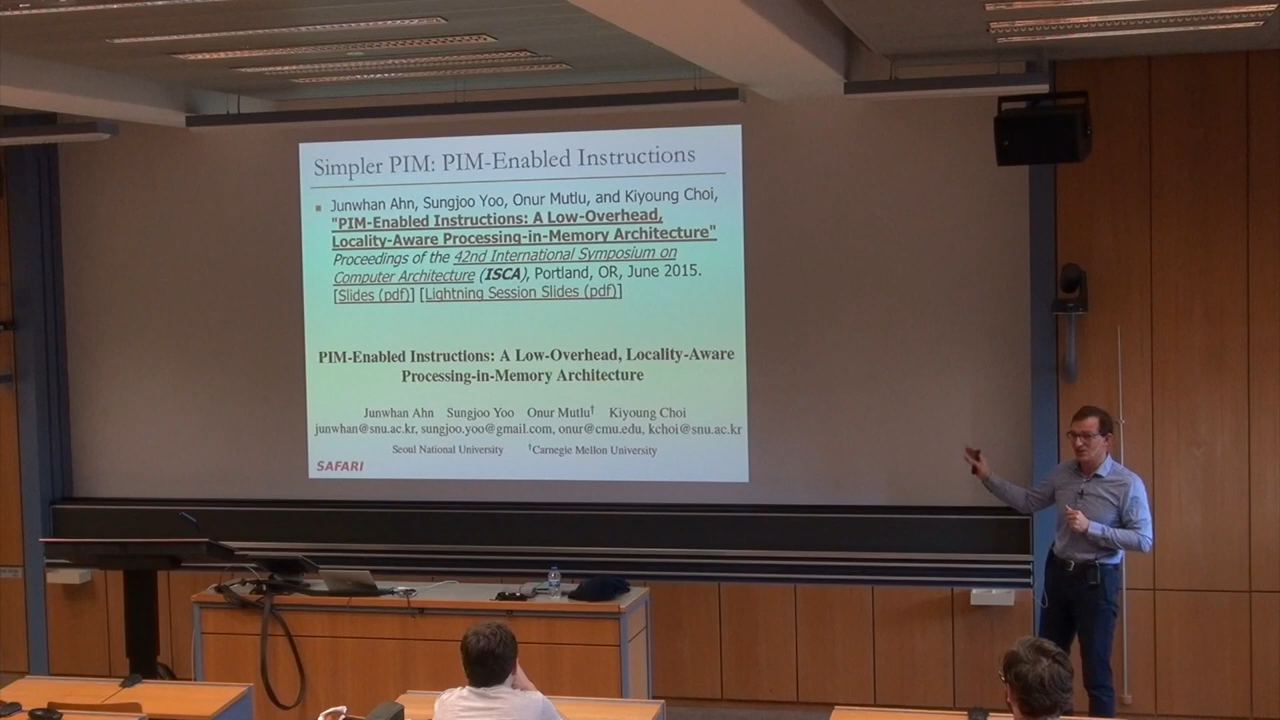 Simpler PIM: PIM-Enabled Instructions
Junwhan Ahn, Sungjoo Yoo, Onur Mutlu, and Kiyoung Choi,
"PIM-Enabled Instructions: A Low-Overhead,
Locality-Aware Processing-in-Memory Architecture"
Proceedings of the 42nd International Symposium on
Computer Architecture (ISCA), Portland, OR, June 2015.
[Slides (pdf)] [Lightning Session Slides (pdf)]
PIM-Enabled Instructions: A Low-Overhead, Locality-Aware
Processing-in-Memory Architecture
Junwhan Ahn Sungjoo Yoo Onur Mutlu† Kiyoung Choi
junwhan@snu.ac.kr, sungjoo.yoo@gmail.com, onur@cmu.edu, kchoi@snu.ac.kr
Seoul National University †Carnegie Mellon University
SAFARI